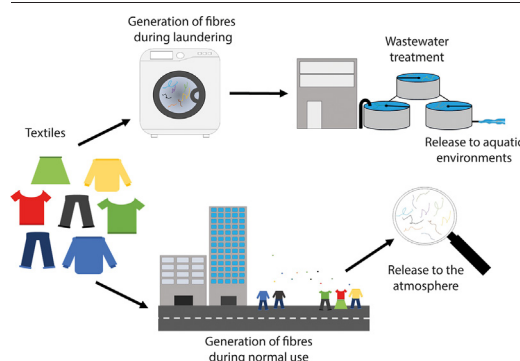 Generation of fibres
during laundering
Wastewater
treatment
Textiles
Release to aquatic
environments
Release to the
atmosphere
Generation of fibres
during normal use